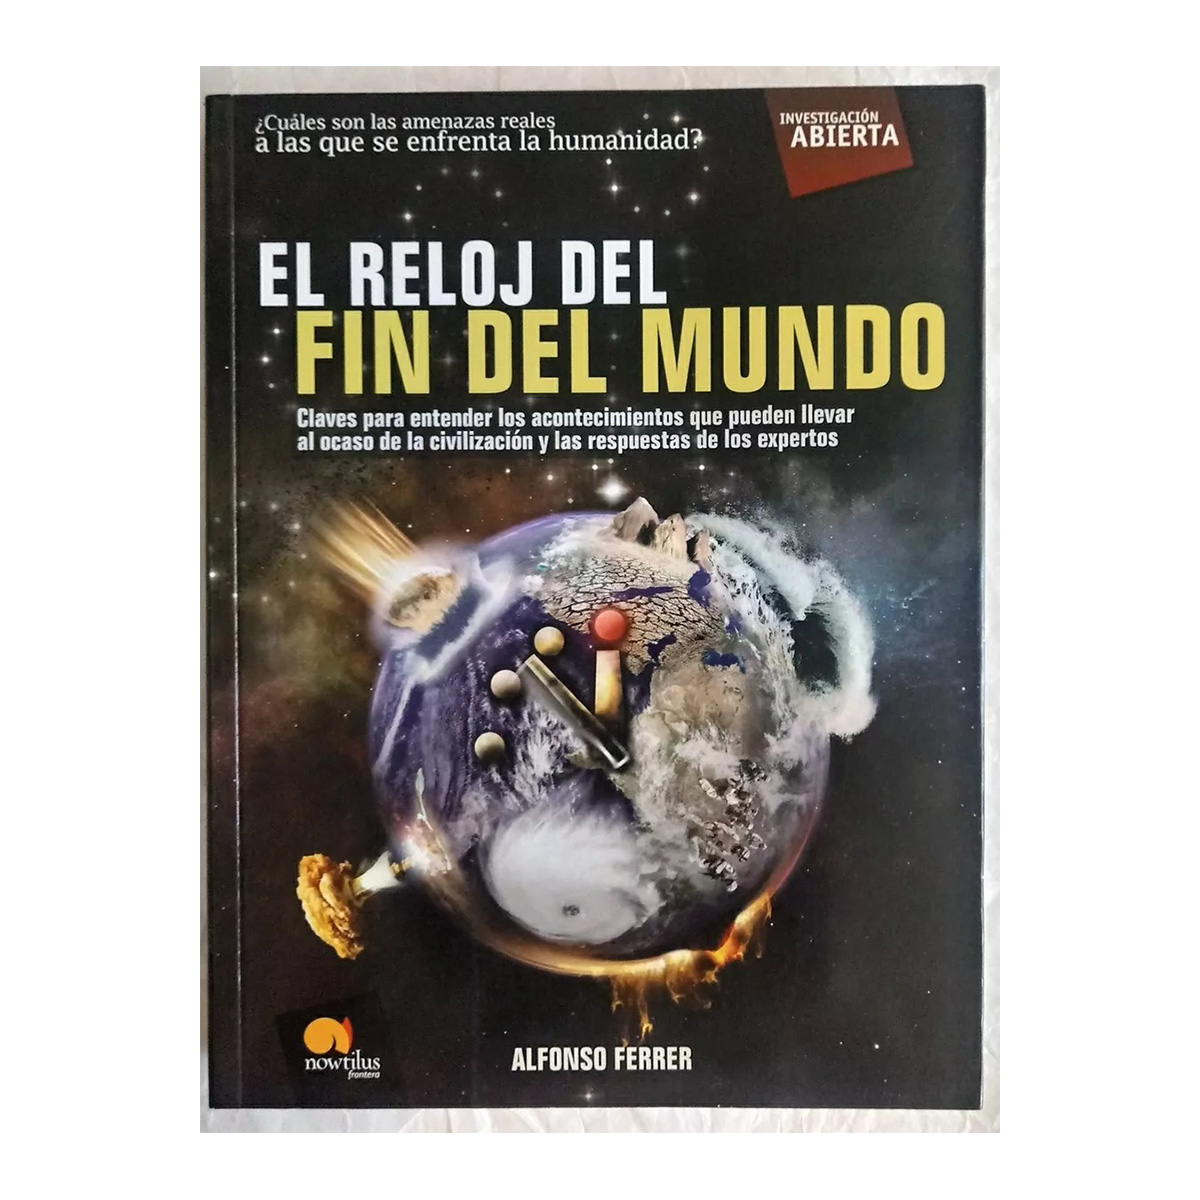 ¿Cuáles son las amenazas reales
a las que se enfrenta la humanidad?
INVESTIGACIÓN
ABIERTA
EL RELOJ DEL
FIN DEL MUNDO
Claves para entender los acontecimientos que pueden llevar
al ocaso de la civilización y las respuestas de los expertos
nowtilus
frontera
ALFONSO FERRER